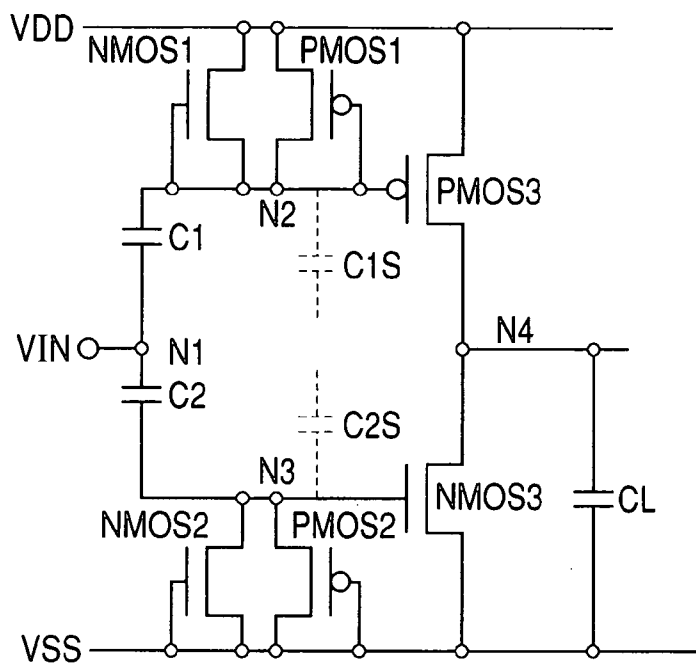 VDD
NMOS1 PMOS1
PMOS3
N2
C1
C1S
VIN
N1
N4
C2
C2S
N3
NMOS2 PMOS2
NMOS3
CL
VSS